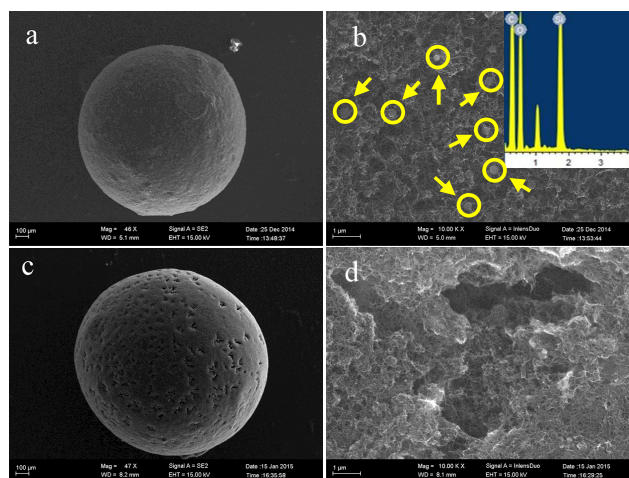 a
100 µm
Mag = 46 X
WD = 5.1 mm
Signal A = SE2
EHT = 15.00 kV
Date :25 Dec 2014
Time :13:48:37
b
C
O
Si
1
2
3
1 µm
Mag = 10.00 K X
WD = 5.0 mm
Signal A = InlensDuo
EHT = 15.00 kV
Date :25 Dec 2014
Time :13:53:44
c
100 µm
Mag = 47 X
WD = 8.2 mm
Signal A = SE2
EHT = 15.00 kV
Date :15 Jan 2015
Time :16:35:58
d
1 µm
Mag = 10.00 K X
WD = 8.1 mm
Signal A = InlensDuo
EHT = 15.00 kV
Date :15 Jan 2015
Time :16:29:25